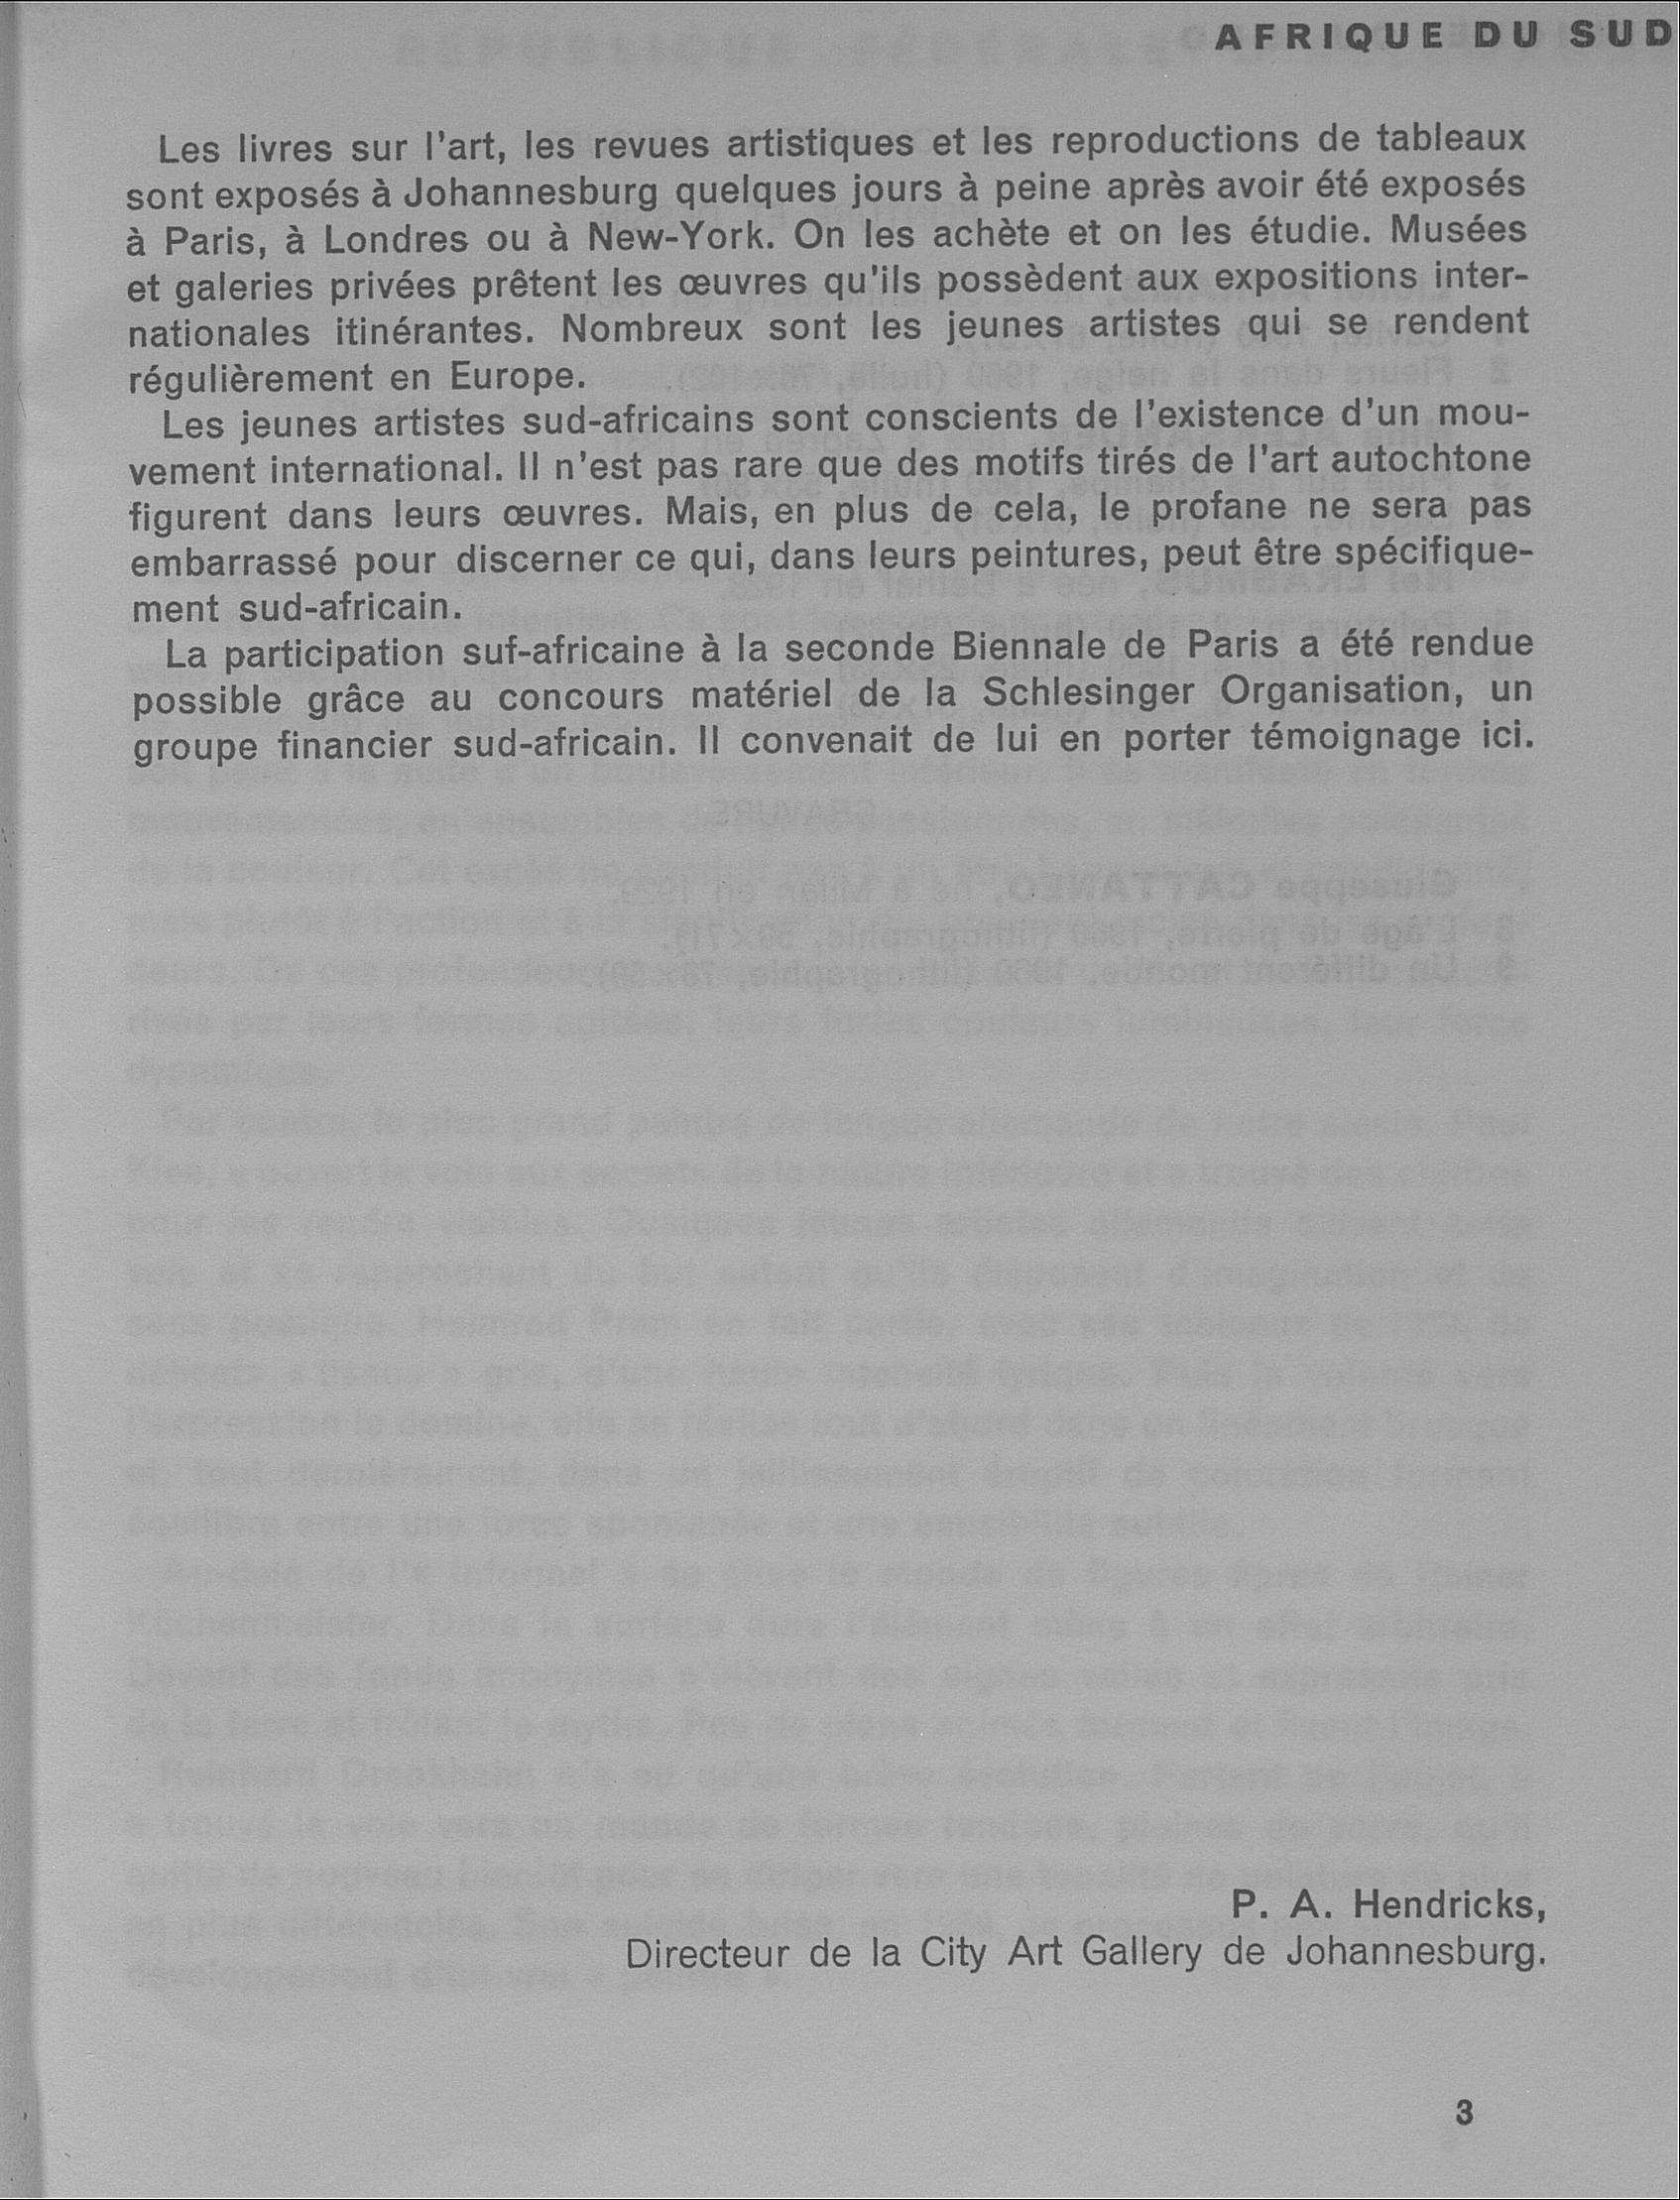 AFRIQUE DU SUD
Les livres sur l'art, les revues artistiques et les reproductions de tableaux
sont exposés à Johannesburg quelques jours à peine après avoir été exposés
à Paris, à Londres ou à New-York. On les achète et on les étudie. Musées
et galeries privées prêtent les œuvres qu'ils possèdent aux expositions inter-
nationales itinérantes. Nombreux sont les jeunes artistes qui se rendent
régulièrement en Europe.
Les jeunes artistes sud-africains sont conscients de l'existence d'un mou-
vement international. Il n'est pas rare que des motifs tirés de l'art autochtone
figurent dans leurs œuvres. Mais, en plus de cela, le profane ne sera pas
embarrassé pour discerner ce qui, dans leurs peintures, peut être spécifique-
ment sud-africain.
La participation suf-africaine à la seconde Biennale de Paris a été rendue
possible grâce au concours matériel de la Schlesinger Organisation, un
groupe financier sud-africain. Il convenait de lui en porter témoignage ici.
P. A. Hendricks,
Directeur de la City Art Gallery de Johannesburg.
3